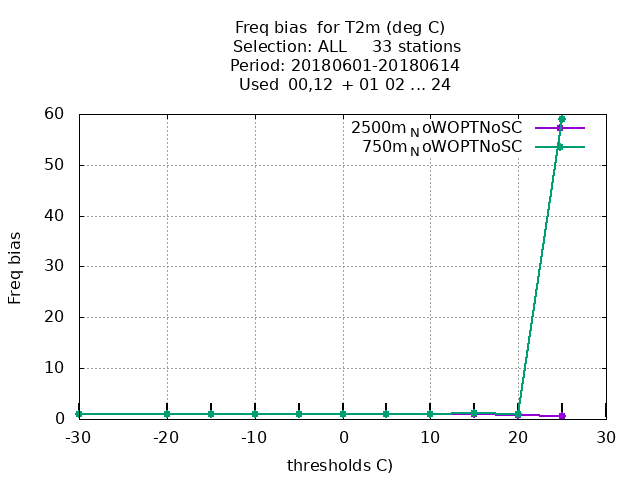 Freq bias  for T2m (deg C)
Selection: ALL     33 stations
Period: 20180601-20180614
Used  00,12  + 01 02 ... 24
2500m_NoWOPTNoSC
750m_NoWOPTNoSC
60
50
40
30
20
10
0
Freq bias
-30 -20 -10 0 10 20 30
thresholds C)